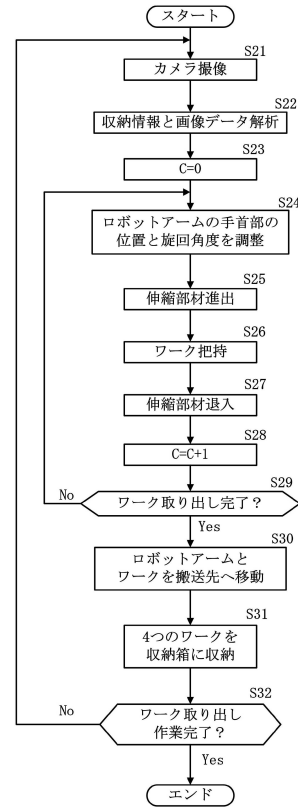 スタート
S21
カメラ撮像
S22
収納情報と画像データ解析
S23
C=0
S24
ロボットアームの手首部の
位置と旋回角度を調整
S25
伸縮部材進出
S26
ワーク把持
S27
伸縮部材退入
S28
C=C+1
S29
No
ワーク取り出し完了？
Yes
S30
ロボットアームと
ワークを搬送先へ移動
S31
4つのワークを
収納箱に収納
S32
No
ワーク取り出し
作業完了？
Yes
エンド